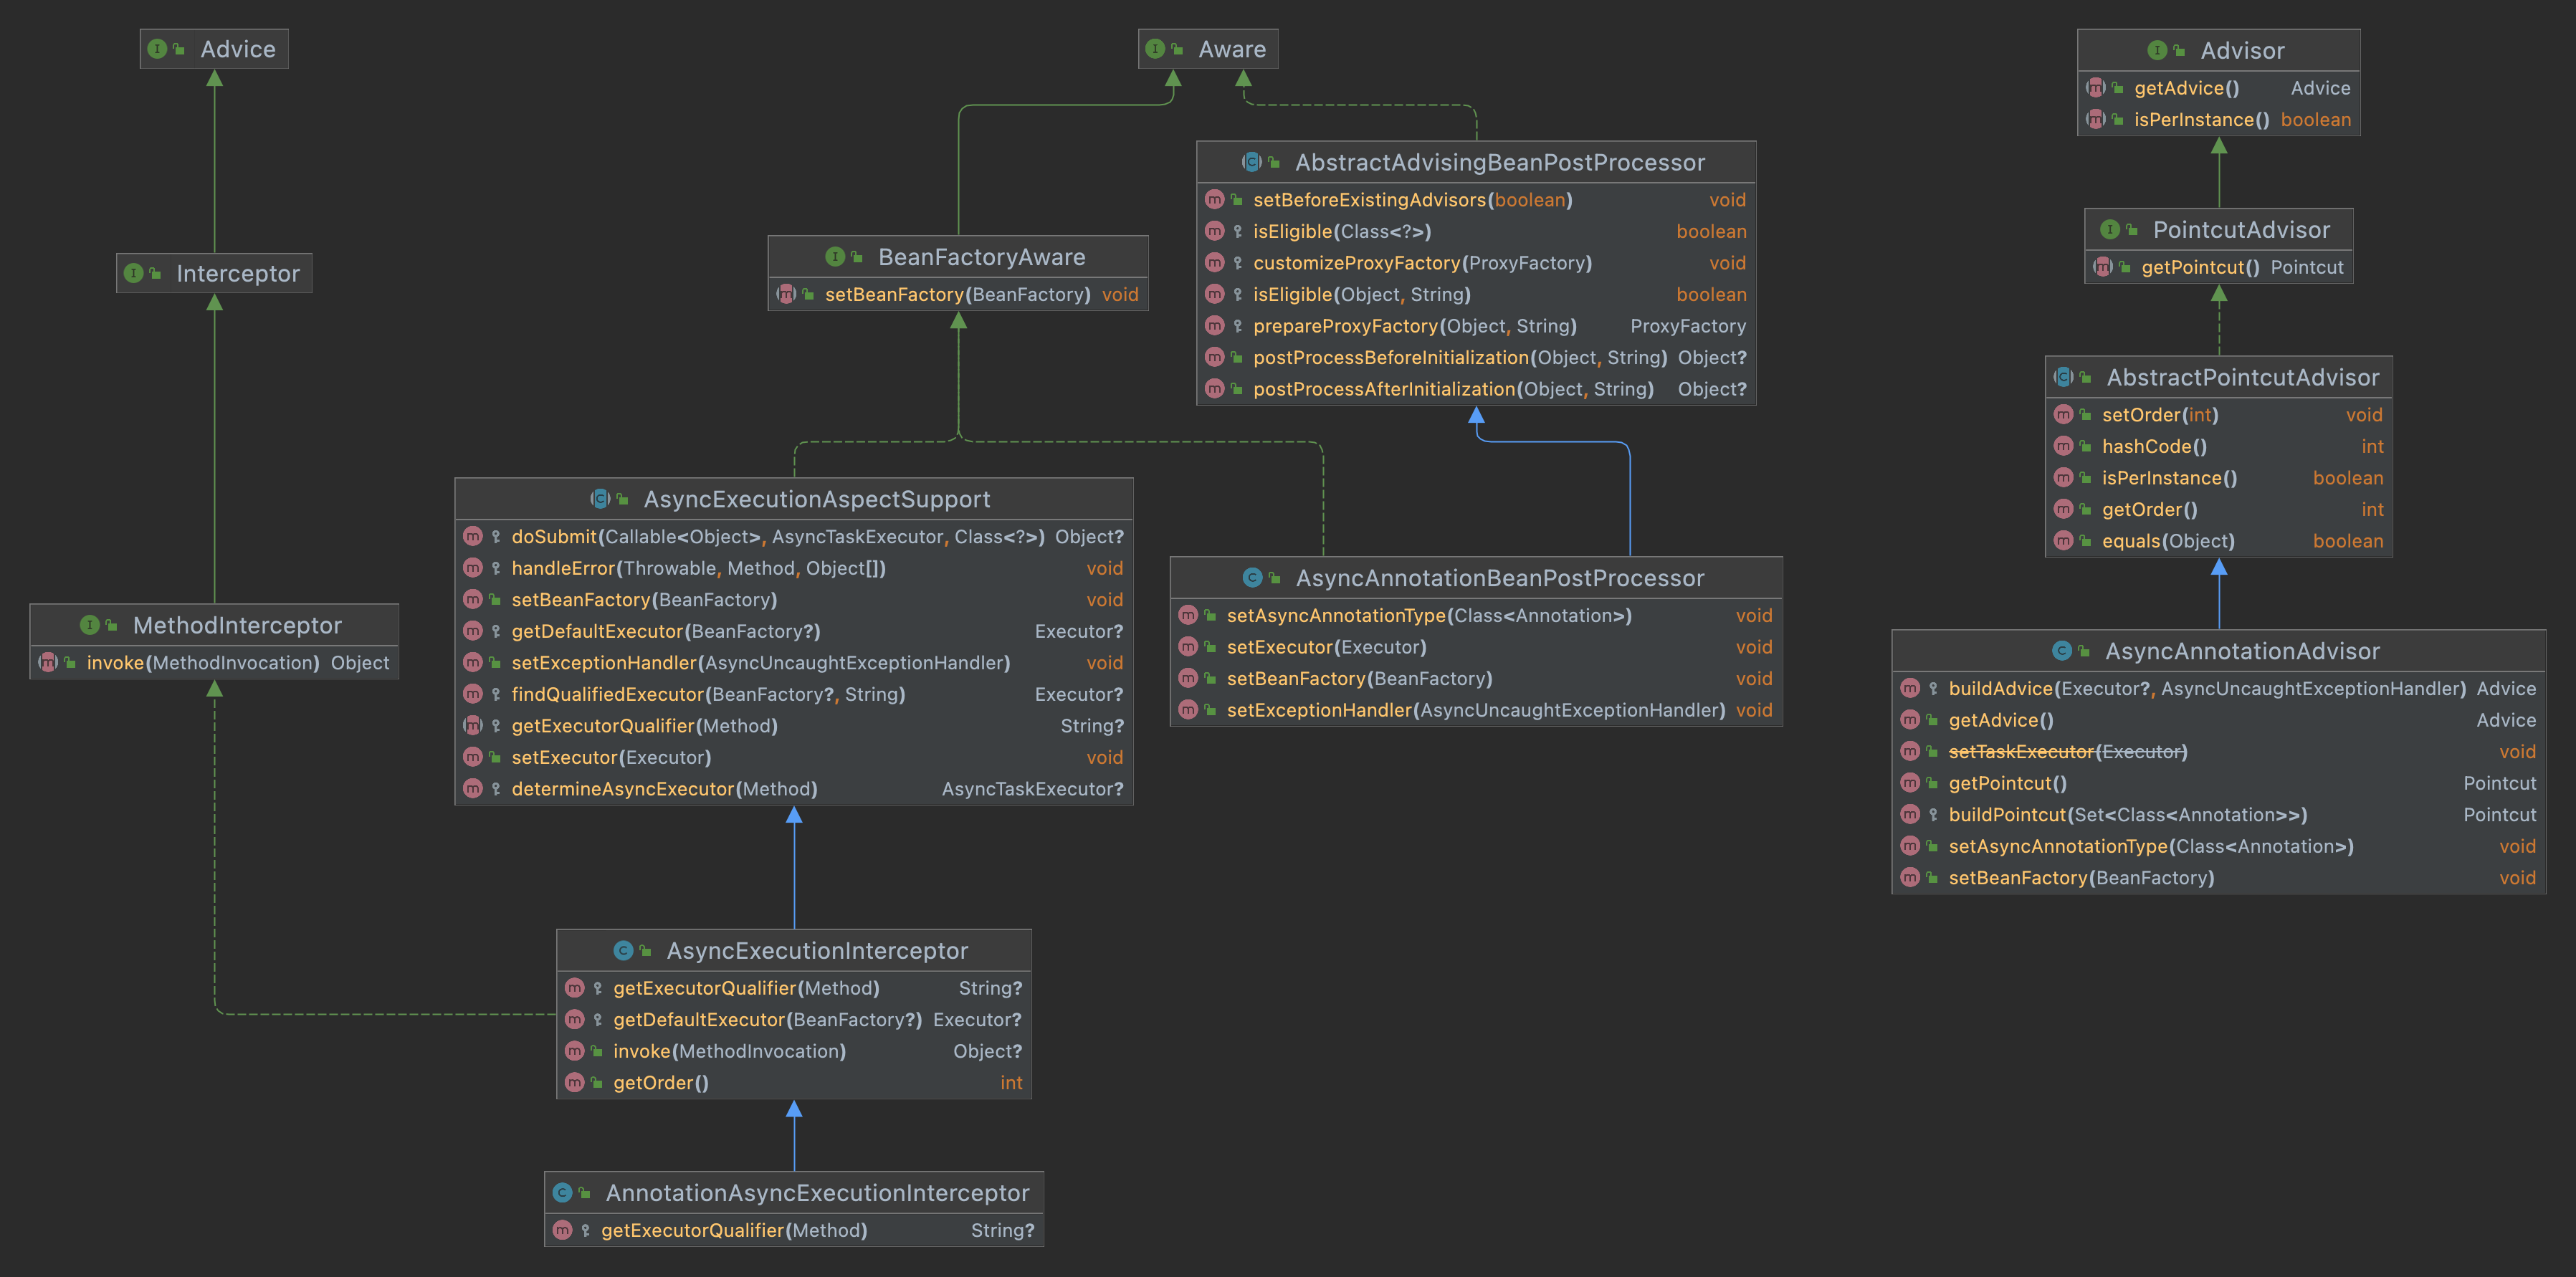 Advice
Interceptor
MethodInterceptor
invoke(MethodInvocation) Object
Aware
BeanFactoryAware
setBeanFactory(BeanFactory) void
AbstractAdvisingBeanPostProcessor
setBeforeExistingAdvisors(boolean) void
isEligible(Class<?>) boolean
customizeProxyFactory(ProxyFactory) void
isEligible(Object, String) boolean
prepareProxyFactory(Object, String) ProxyFactory
postProcessBeforeInitialization(Object, String) Object?
postProcessAfterInitialization(Object, String) Object?
AsyncExecutionAspectSupport
doSubmit(Callable<Object>, AsyncTaskExecutor, Class<?>) Object?
handleError(Throwable, Method, Object[]) void
setBeanFactory(BeanFactory) void
getDefaultExecutor(BeanFactory?) Executor?
setExceptionHandler(AsyncUncaughtExceptionHandler) void
findQualifiedExecutor(BeanFactory?, String) Executor?
getExecutorQualifier(Method) String?
setExecutor(Executor) void
determineAsyncExecutor(Method) AsyncTaskExecutor?
AsyncAnnotationBeanPostProcessor
setAsyncAnnotationType(Class<Annotation>) void
setExecutor(Executor) void
setBeanFactory(BeanFactory) void
setExceptionHandler(AsyncUncaughtExceptionHandler) void
AsyncExecutionInterceptor
getExecutorQualifier(Method) String?
getDefaultExecutor(BeanFactory?) Executor?
invoke(MethodInvocation) Object?
getOrder() int
AnnotationAsyncExecutionInterceptor
getExecutorQualifier(Method) String?
Advisor
getAdvice() Advice
isPerInstance() boolean
PointcutAdvisor
getPointcut() Pointcut
AbstractPointcutAdvisor
setOrder(int) void
hashCode() int
isPerInstance() boolean
getOrder() int
equals(Object) boolean
AsyncAnnotationAdvisor
buildAdvice(Executor?, AsyncUncaughtExceptionHandler) Advice
getAdvice() Advice
setTaskExecutor(Executor) void
getPointcut() Pointcut
buildPointcut(Set<Class<Annotation>>) Pointcut
setAsyncAnnotationType(Class<Annotation>) void
setBeanFactory(BeanFactory) void